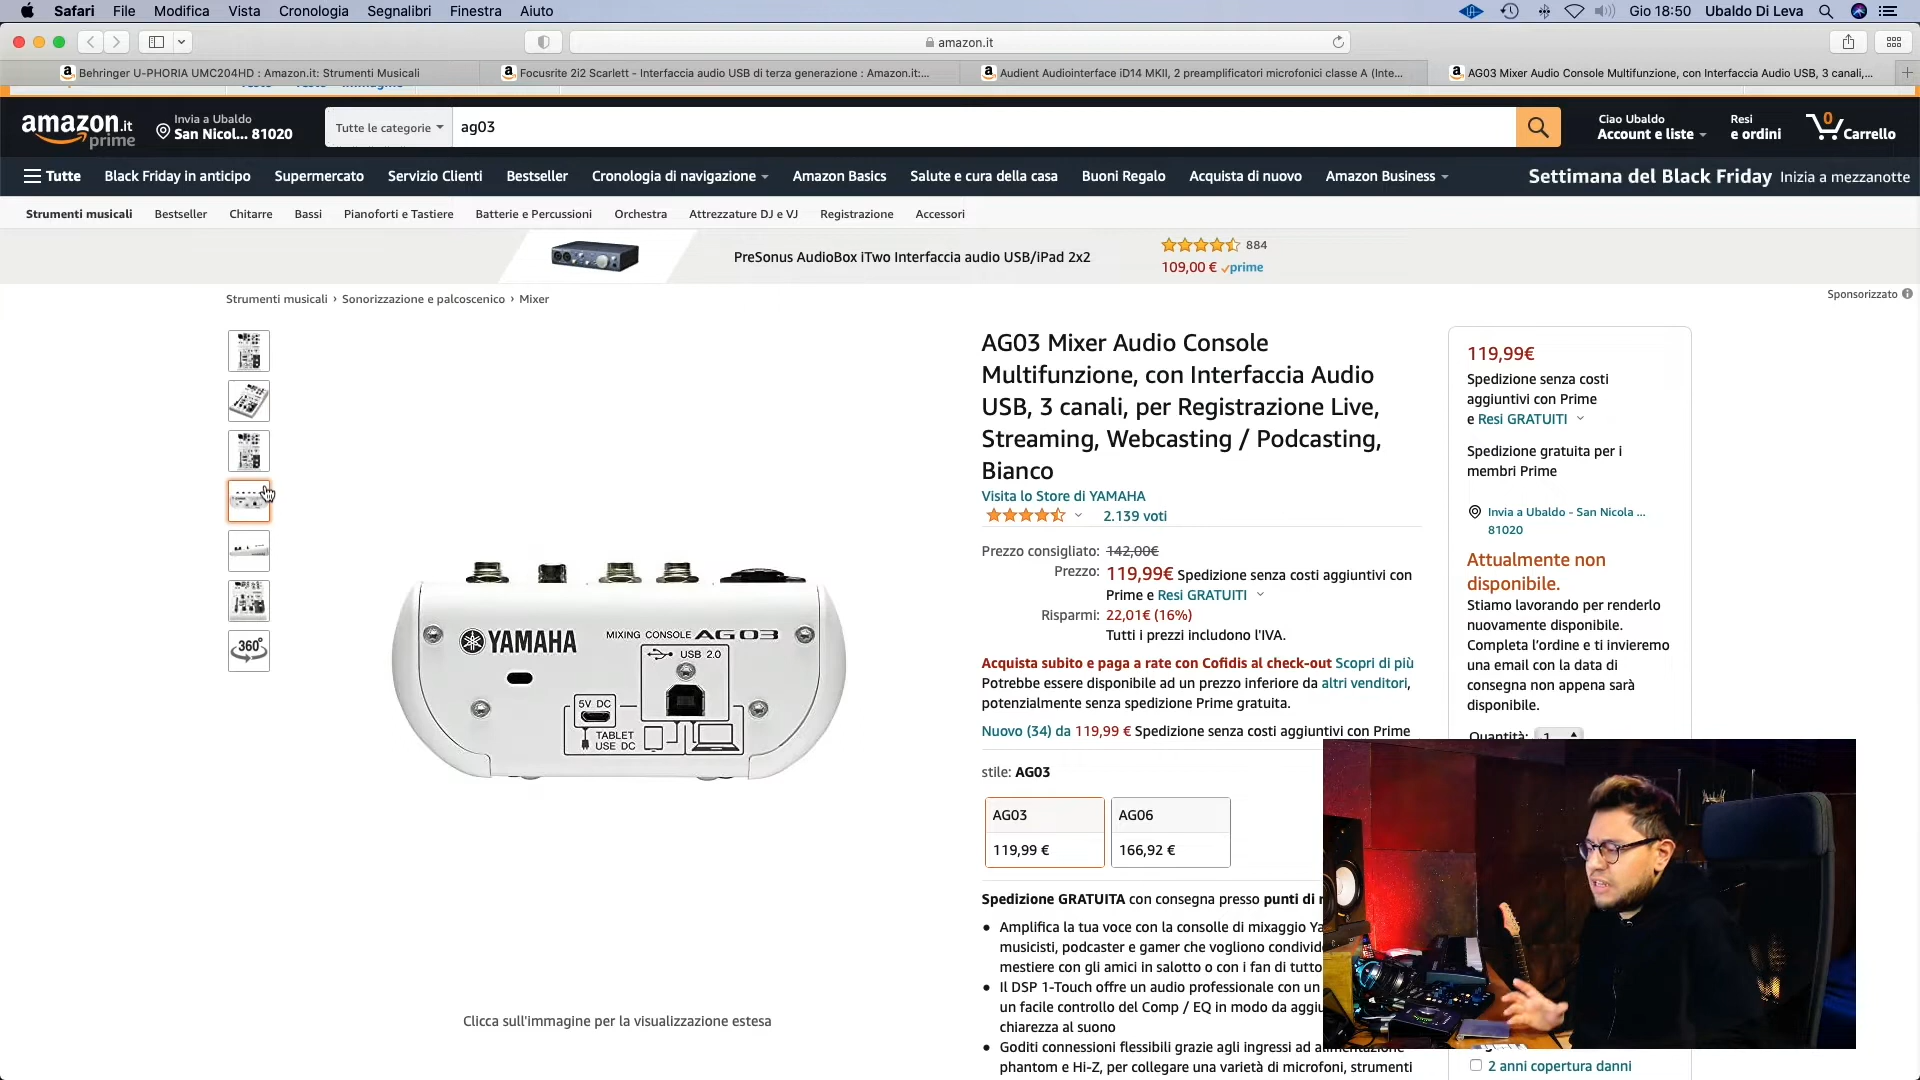 Safari File Modifica Vista Cronologia Segnalibri Finestra Aiuto
Gio 18:50 Ubaldo Di Leva
amazon.it
Behringer U-PHORIA UMC204HD : Amazon.it: Strumenti Musicali
Focusrite 2i2 Scarlett - Interfaccia audio USB di terza generazione : Amazon.it:...
Audient Audiointerface iD14 MKII, 2 preamplificatori microfonici classe A (Inte...
AG03 Mixer Audio Console Multifunzione, con Interfaccia Audio USB, 3 canali,...
amazon.it
prime
Invia a Ubaldo
San Nicol... 81020
Tutte le categorie
ag03
Ciao Ubaldo
Account e liste
Resi
e ordini
0
Carrello
Tutte
Black Friday in anticipo
Supermercato
Servizio Clienti
Bestseller
Cronologia di navigazione
Amazon Basics
Salute e cura della casa
Buoni Regalo
Acquista di nuovo
Amazon Business
Settimana del Black Friday Inizia a mezzanotte
Strumenti musicali
Bestseller
Chitarre
Bassi
Pianoforti e Tastiere
Batterie e Percussioni
Orchestra
Attrezzature DJ e VJ
Registrazione
Accessori
PreSonus AudioBox iTwo Interfaccia audio USB/iPad 2x2
884
109,00 € prime
Sponsorizzato
Strumenti musicali › Sonorizzazione e palcoscenico › Mixer
360°
YAMAHA
MIXING CONSOLE AG03
USB 2.0
5V DC
TABLET
USE DC
Clicca sull'immagine per la visualizzazione estesa
AG03 Mixer Audio Console
Multifunzione, con Interfaccia Audio
USB, 3 canali, per Registrazione Live,
Streaming, Webcasting / Podcasting,
Bianco
Visita lo Store di YAMAHA
2.139 voti
Prezzo consigliato: 142,00€
Prezzo: 119,99€ Spedizione senza costi aggiuntivi con
Prime e Resi GRATUITI
Risparmi: 22,01€ (16%)
Tutti i prezzi includono l'IVA.
Acquista subito e paga a rate con Cofidis al check-out Scopri di più
Potrebbe essere disponibile ad un prezzo inferiore da altri venditori,
potenzialmente senza spedizione Prime gratuita.
Nuovo (34) da 119,99 € Spedizione senza costi aggiuntivi con Prime
stile: AG03
AG03
119,99 €
AG06
166,92 €
Spedizione GRATUITA con consegna presso punti di
Amplifica la tua voce con la consolle di mixaggio
musicisti, podcaster e gamer che vogliono
mestiere con gli amici in salotto o con i fan di
Il DSP 1-Touch offre un audio professionale con un
un facile controllo del Comp / EQ in modo da
chiarezza al suono
Goditi connessioni flessibili grazie agli ingressi ad alimentazione
phantom e Hi-Z, per collegare una varietà di microfoni, strumenti
119,99€
Spedizione senza costi
aggiuntivi con Prime
e Resi GRATUITI
Spedizione gratuita per i
membri Prime
Invia a Ubaldo - San Nicola ...
81020
Attualmente non
disponibile.
Stiamo lavorando per renderlo
nuovamente disponibile.
Completa l'ordine e ti invieremo
una email con la data di
consegna non appena sarà
disponibile.
Quantità: 1
2 anni copertura danni